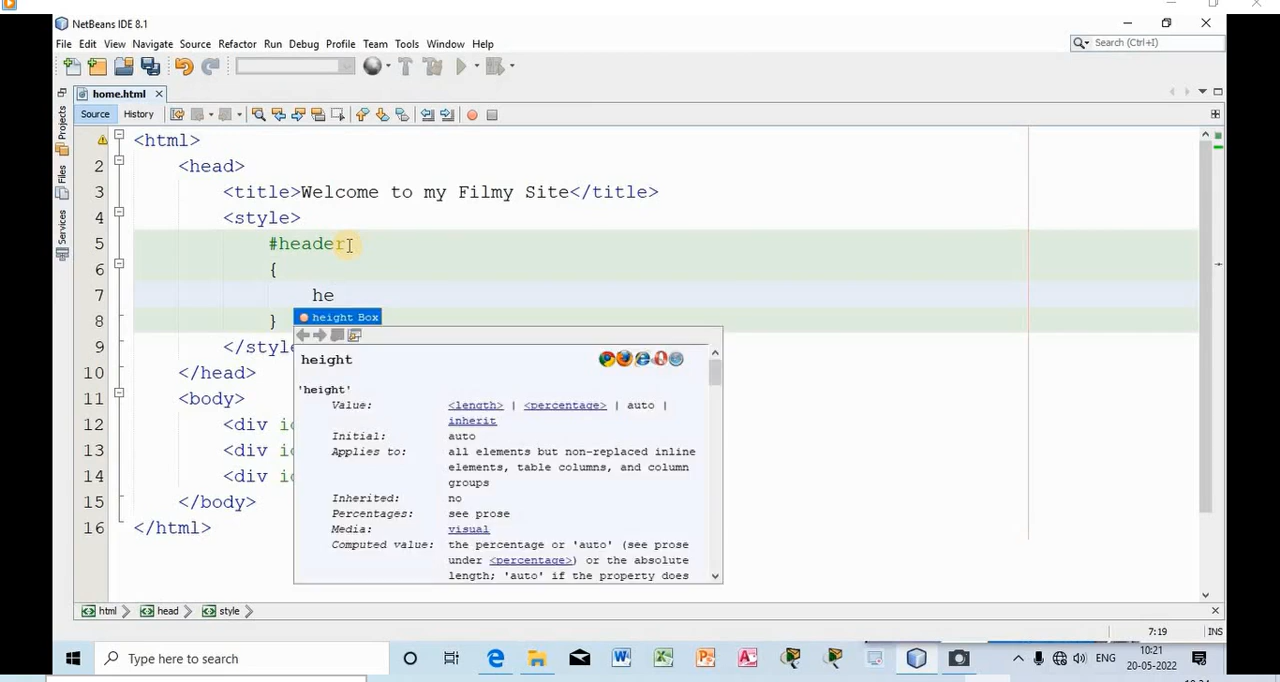 NetBeans IDE 8.1
File Edit View Navigate Source Refactor Run Debug Profile Team Tools Window Help
Search (Ctrl+I)
home.html
Source History
Projects
Files
Services
<html>
2 <head>
3 <title>Welcome to my Filmy Site</title>
4 <style>
5 #header
6 {
7 he
8 }
9 </style
10 </head>
11 <body>
12 <div i
13 <div i
14 <div i
15 </body>
16 </html>
height Box
height
'height'
Value: <length> | <percentage> | auto |
inherit
Initial: auto
Applies to: all elements but non-replaced inline
elements, table columns, and column
groups
Inherited: no
Percentages: see prose
Media: visual
Computed value: the percentage or 'auto' (see prose
under <percentage>) or the absolute
length; 'auto' if the property does
html head style
7:19 INS
Type here to search
ENG
10:21
20-05-2022